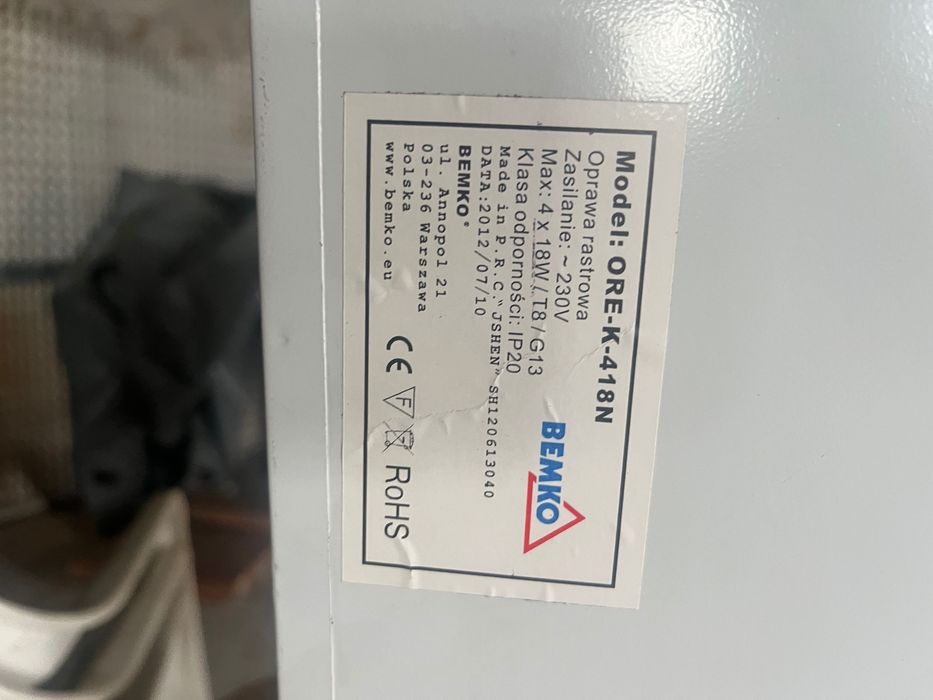 Model: ORE-K-418N
Oprawa rastrowa
Zasilanie: ~ 230V
Max: 4 x 18W / T8 / G13
Klasa odporności: IP20
Made in P.R.C."JSHEN" SH120613040
DATA:2012/07/10
BEMKO®
ul. Annopol 21
03-236 Warszawa
Polska
www.bemko.eu
BEMKO
CE F RoHS